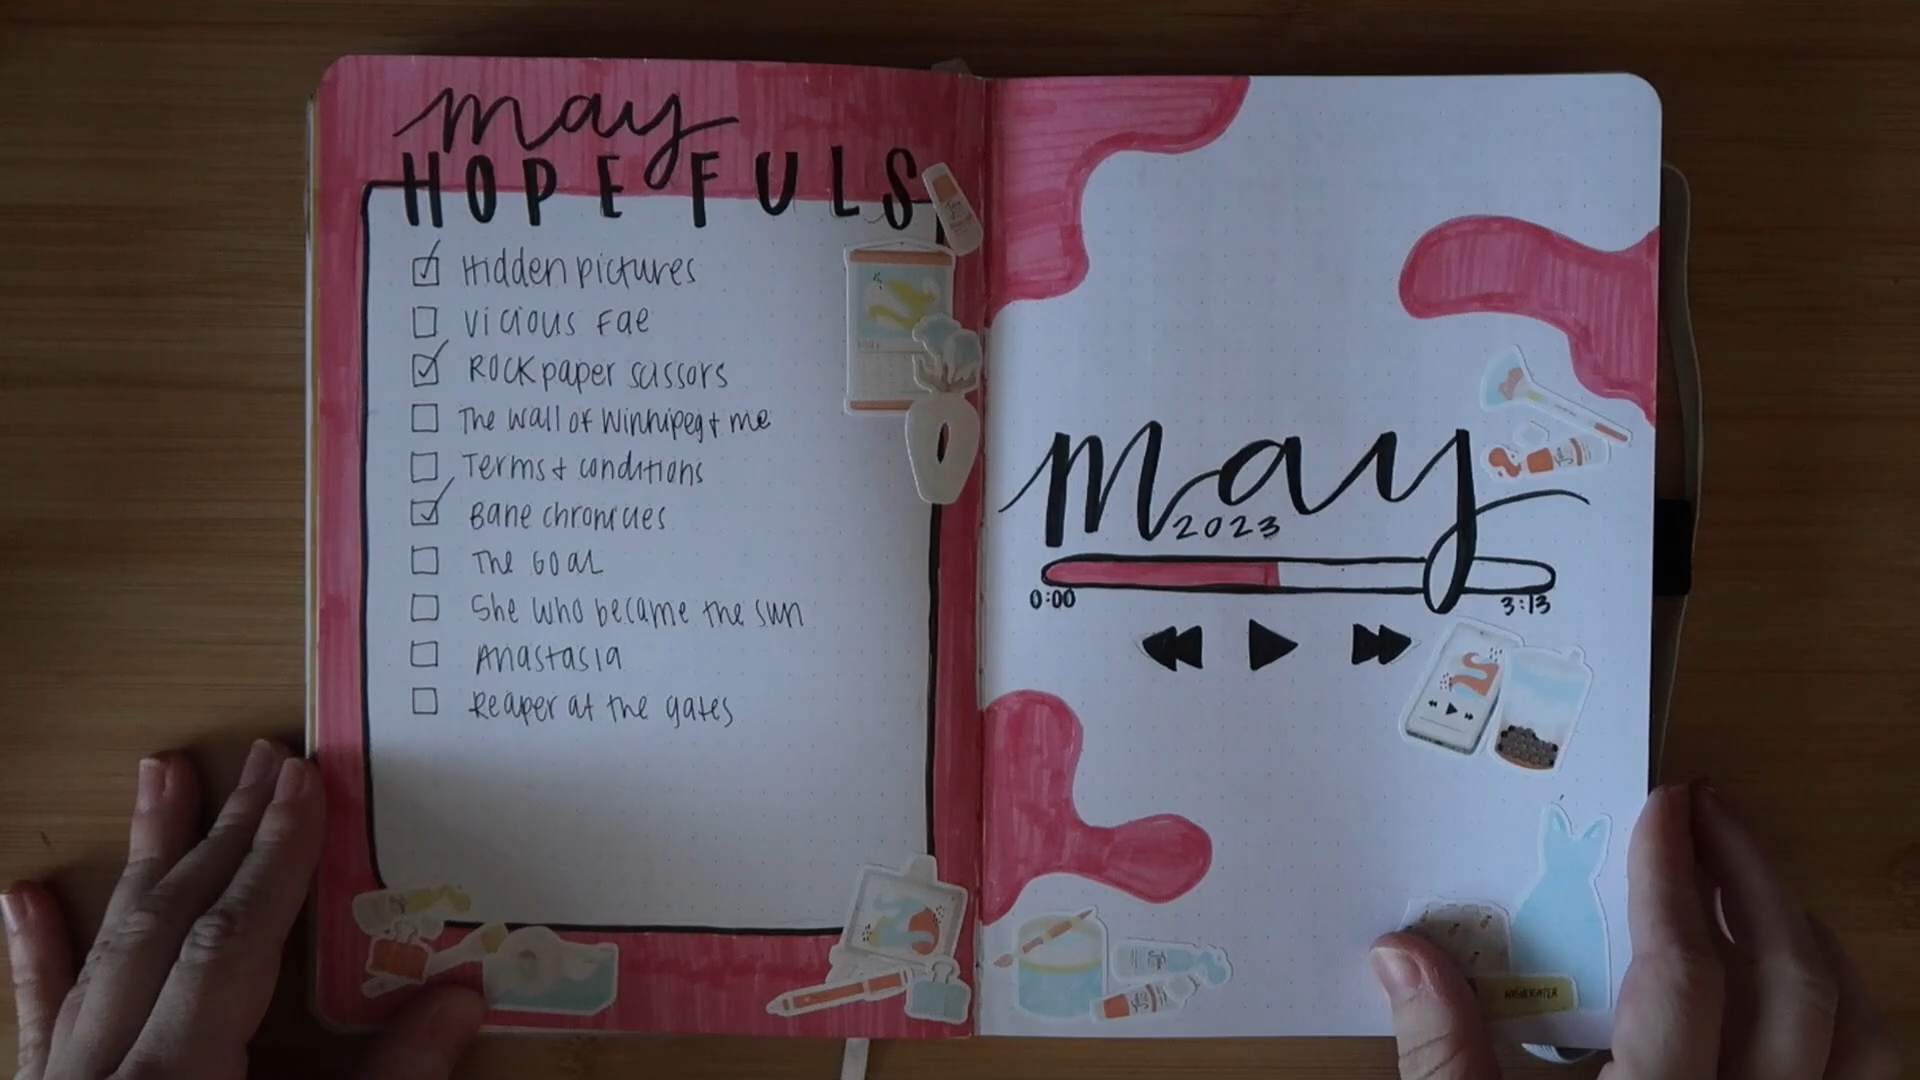 may
HOPEFULS
Hidden pictures
Vicious Fae
Rock paper scissors
The Wall of Winnipeg & me
Terms & conditions
Bane chronicles
The Goal
She who became the sun
Anastasia
Reaper at the gates
may
2023
0:00
3:13